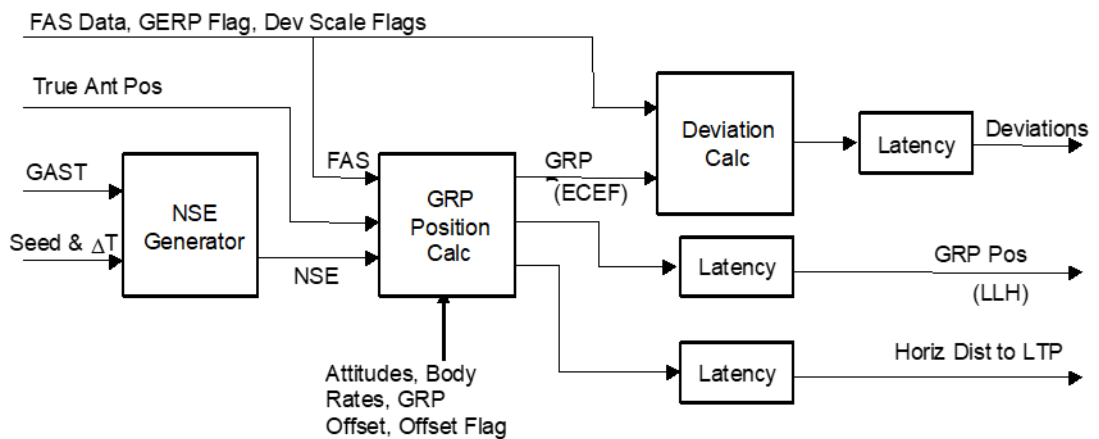 FAS Data, GERP Flag, Dev Scale Flags
True Ant Pos
GAST
Seed & ΔT
NSE
Generator
NSE
FAS
GRP
Position
Calc
Attitudes, Body
Rates, GRP
Offset, Offset Flag
GRP
(ECEF)
Deviation
Calc
Latency
Deviations
Latency
GRP Pos
(LLH)
Latency
Horiz Dist to LTP